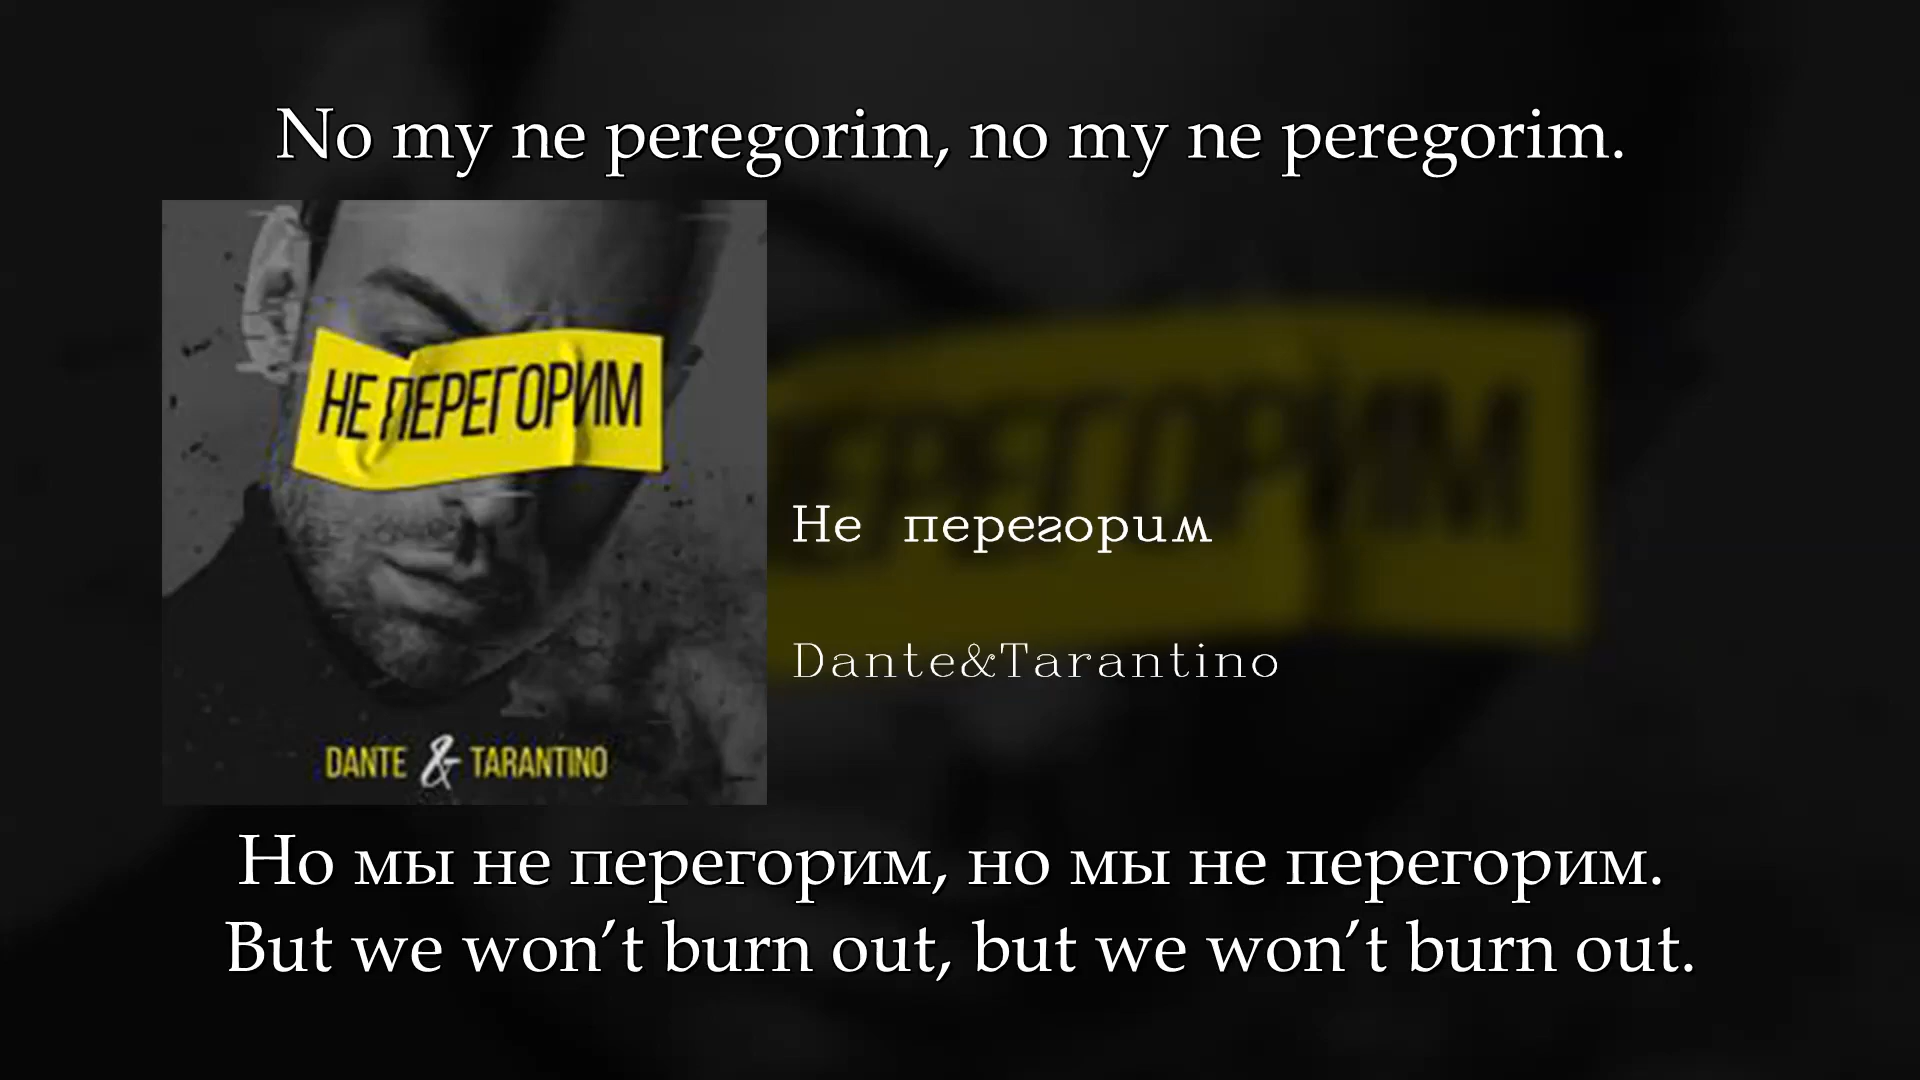 No my ne peregorim, no my ne peregorim.
НЕ ПЕРЕГОРИМ
DANTE & TARANTINO
Не перегорим
Dante&Tarantino
Но мы не перегорим, но мы не перегорим.
But we won’t burn out, but we won’t burn out.